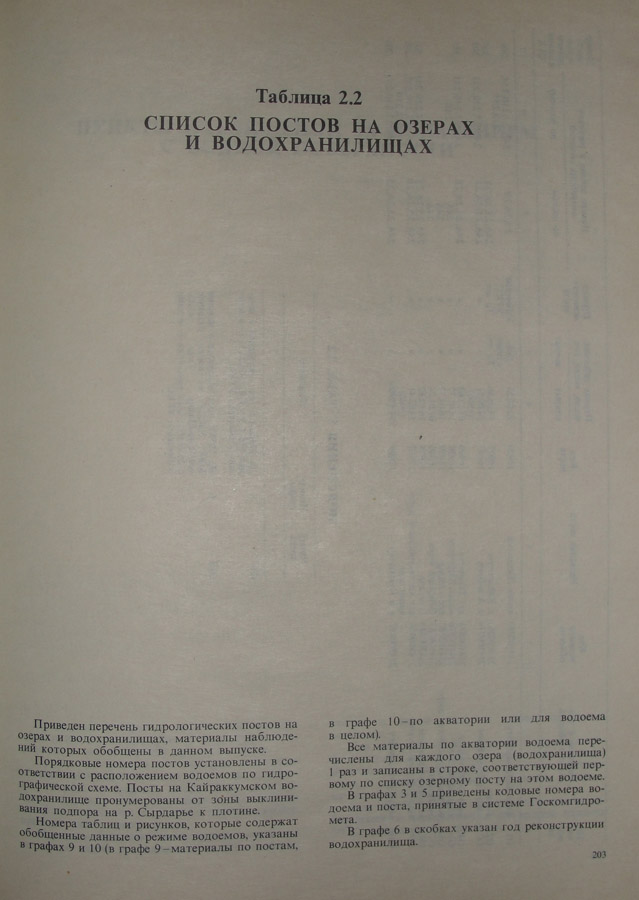 Таблица 2.2
СПИСОК ПОСТОВ НА ОЗЕРАХ
И ВОДОХРАНИЛИЩАХ
Приведен перечень гидрологических постов на
озерах и водохранилищах, материалы наблюде-
ний которых обобщены в данном выпуске.
Порядковые номера постов установлены в со-
ответствии с расположением водоемов по гидро-
графической схеме. Посты на Кайраккумском во-
дохранилище пронумерованы от зоны выклини-
вания подпора на р. Сырдарье к плотине.
Номера таблиц и рисунков, которые содержат
обобщенные данные о режиме водоемов, указаны
в графах 9 и 10 (в графе 9–материалы по постам,
в графе 10–по акватории или для водоема
в целом).
Все материалы по акватории водоема пере-
числены для каждого озера (водохранилища)
1 раз и записаны в строке, соответствующей пер-
вому по списку озерному посту на этом водоеме.
В графах 3 и 5 приведены кодовые номера во-
доема и поста, принятые в системе Госкомгидро-
мета.
В графе 6 в скобках указан год реконструкции
водохранилища.
203